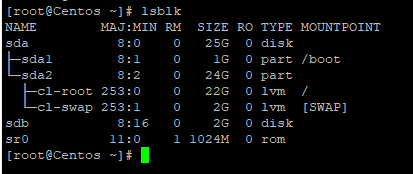 [root@Centos ~]# lsblk
NAME        MAJ:MIN RM  SIZE RO TYPE MOUNTPOINT
sda           8:0    0   25G  0 disk
├─sda1        8:1    0    1G  0 part /boot
└─sda2        8:2    0   24G  0 part
  ├─cl-root 253:0    0   22G  0 lvm  /
  └─cl-swap 253:1    0    2G  0 lvm  [SWAP]
sdb           8:16   0    2G  0 disk
sr0          11:0    1 1024M  0 rom
[root@Centos ~]#